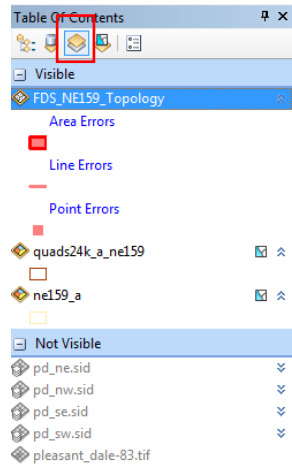 Table Of Contents
Visible
FDS_NE159_Topology
Area Errors
Line Errors
Point Errors
quads24k_a_ne159
ne159_a
Not Visible
pd_ne.sid
pd_nw.sid
pd_se.sid
pd_sw.sid
pleasant_dale-83.tif